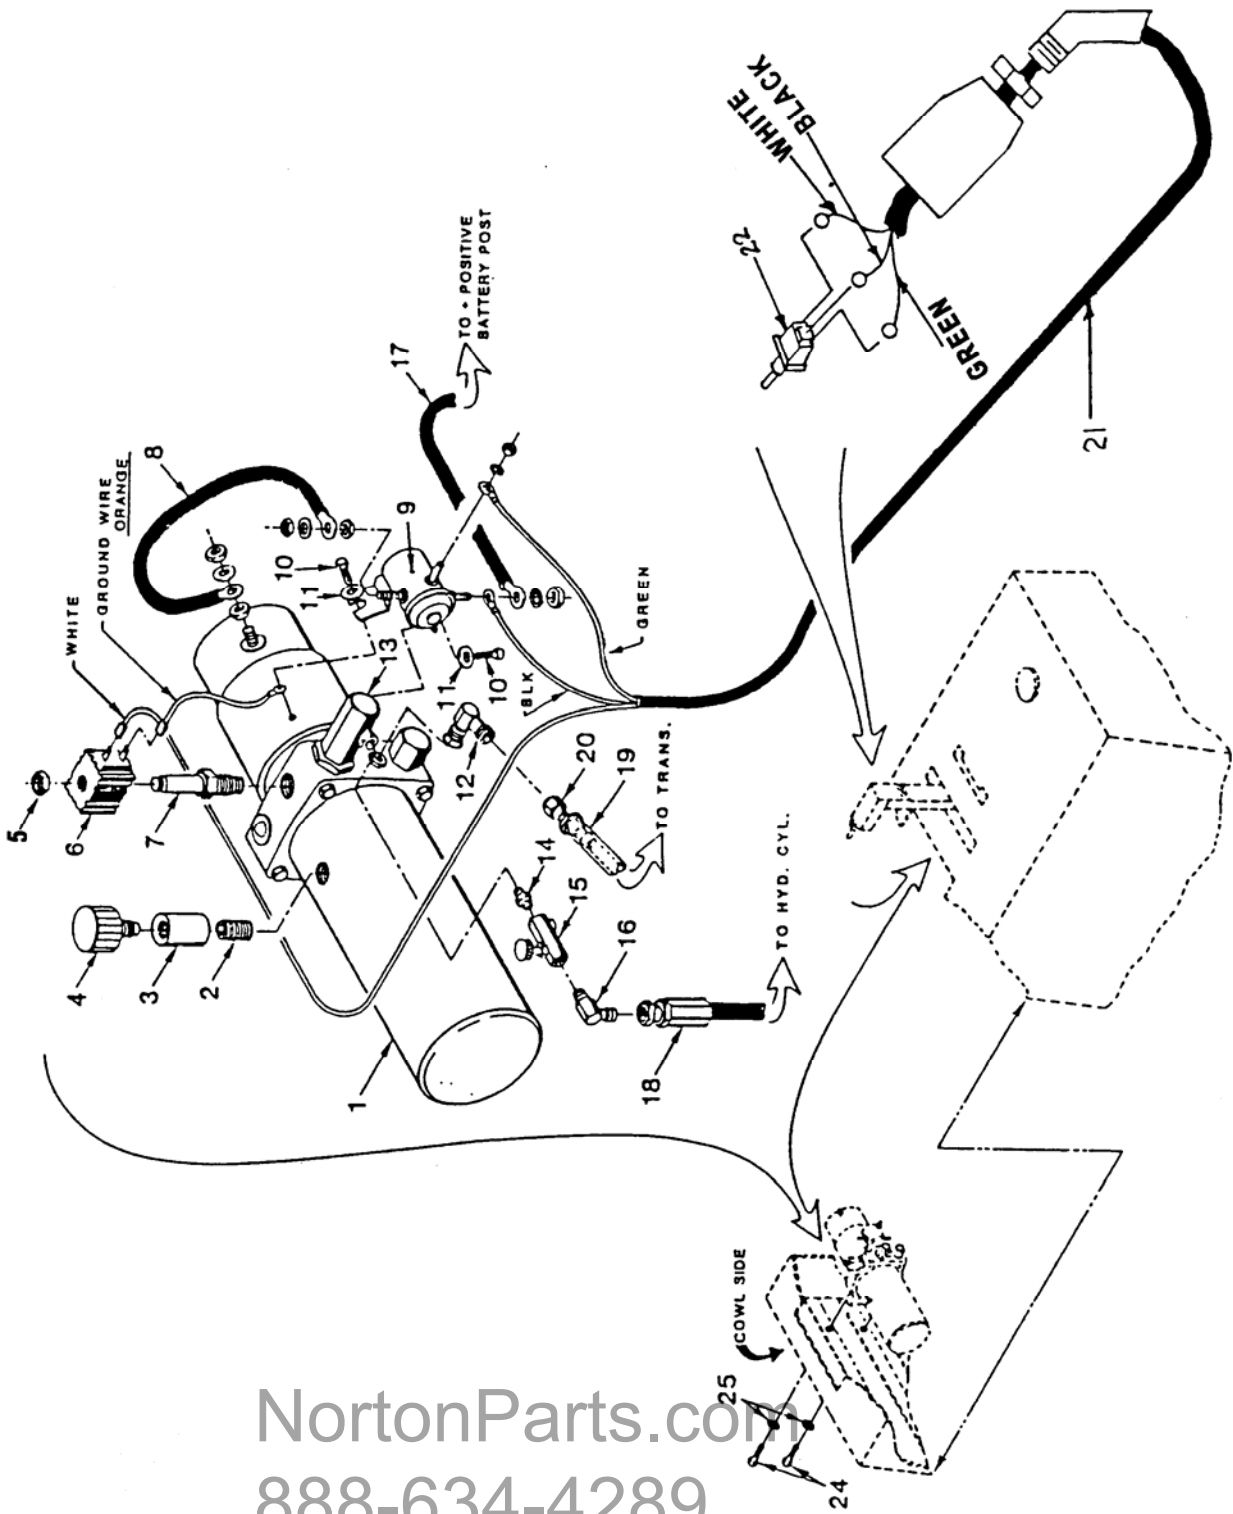 5
6
7
4
3
2
1
WHITE
GROUND WIRE
ORANGE
8
10
11
9
13
11
10
BLK
12
GREEN
17
TO + POSITIVE
BATTERY POST
20
19
TO TRANS.
14
15
16
18
TO HYD. CYL.
WHITE
BLACK
22
GREEN
21
COWL SIDE
25
24
NortonParts.com
888-634-4289